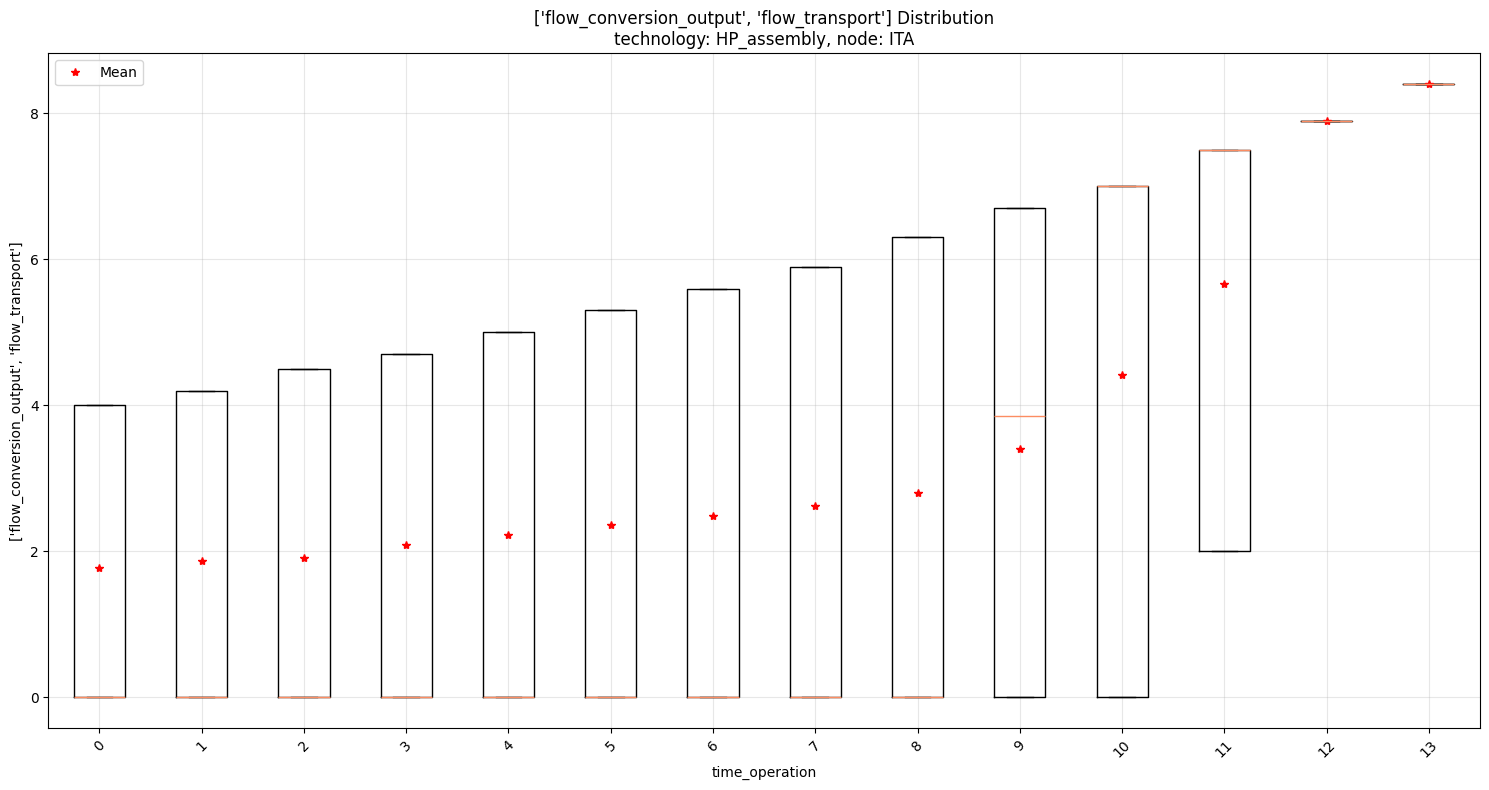 ['flow_conversion_output', 'flow_transport'] Distribution
technology: HP_assembly, node: ITA
Mean
['flow_conversion_output', 'flow_transport']
8
6
4
2
0
0 1 2 3 4 5 6 7 8 9 10 11 12 13
time_operation